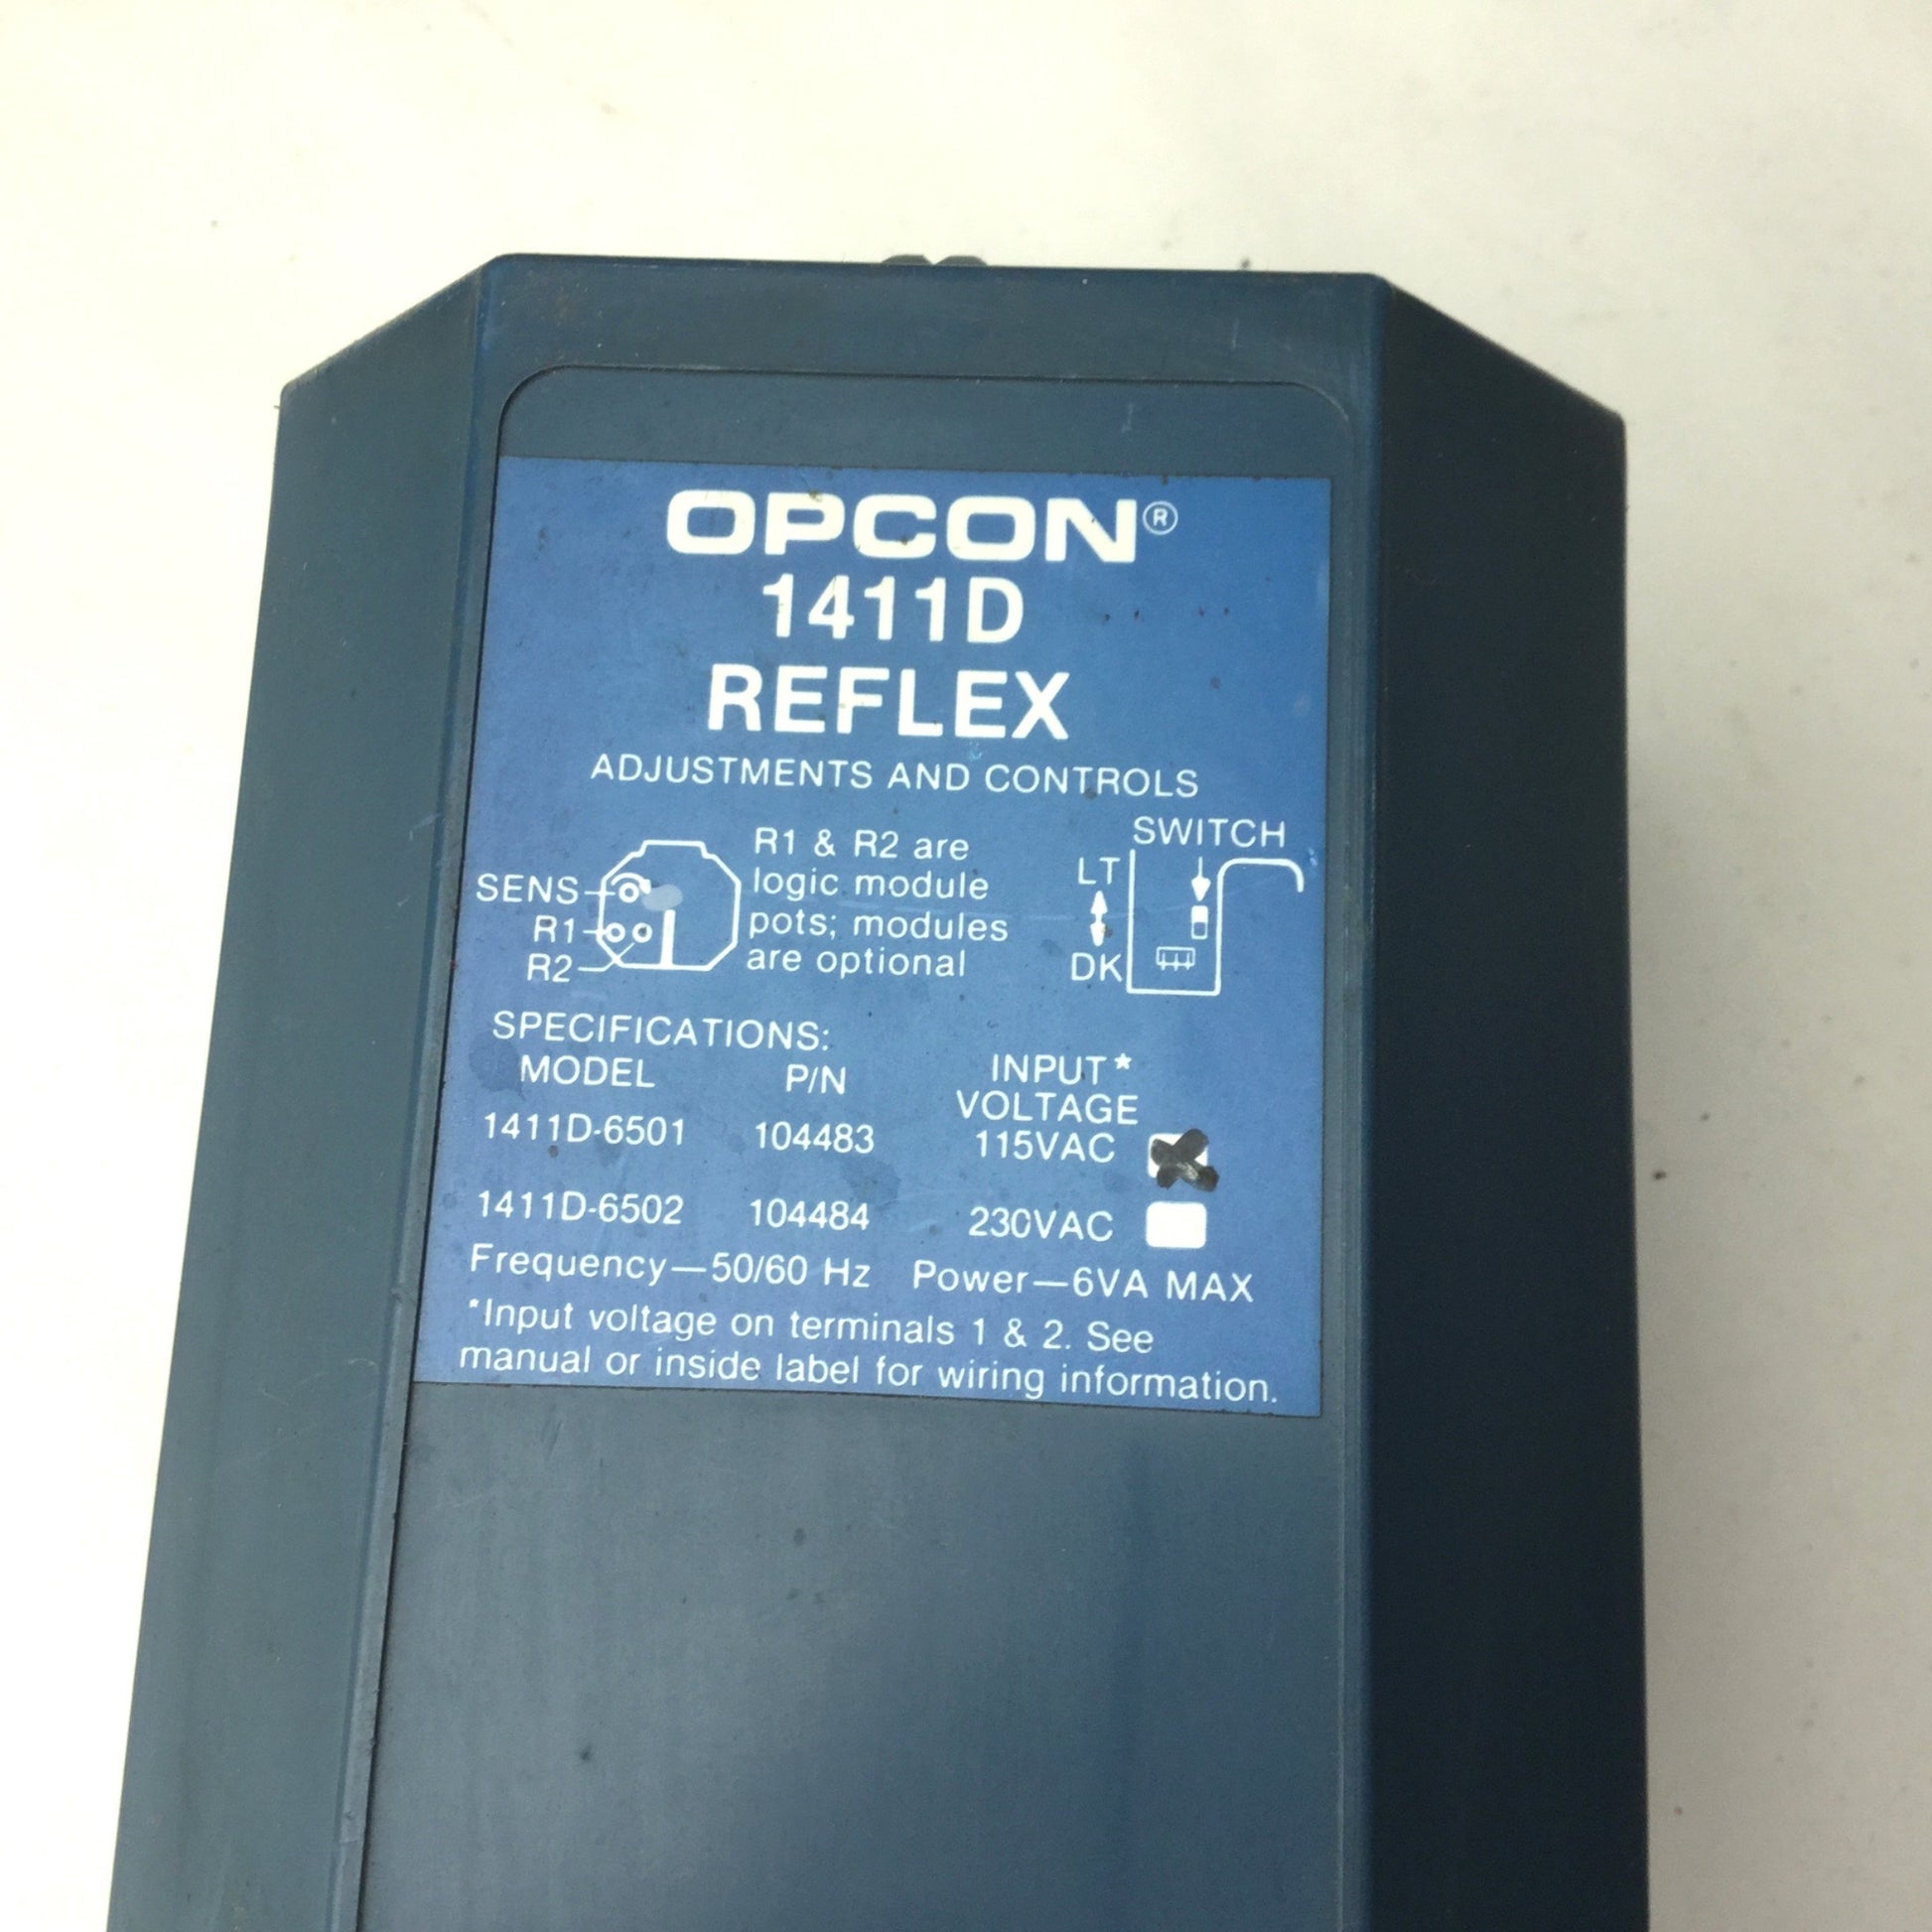 OPCON®
1411D
REFLEX
ADJUSTMENTS AND CONTROLS
SENS
R1
R2
R1 & R2 are
logic module
pots; modules
are optional
SWITCH
LT
DK
SPECIFICATIONS:
MODEL P/N INPUT*
VOLTAGE
1411D-6501 104483 115VAC
1411D-6502 104484 230VAC
Frequency—50/60 Hz Power—6VA MAX
*Input voltage on terminals 1 & 2. See
manual or inside label for wiring information.